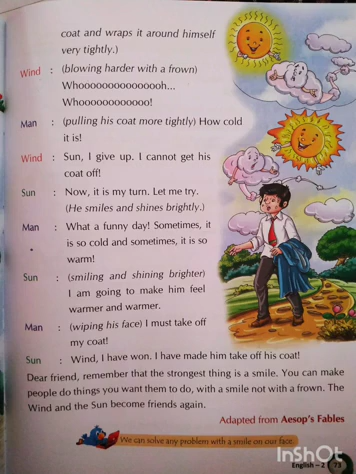 coat and wraps it around himself
very tightly.)
Wind : (blowing harder with a frown)
Whoooooooooooooooh...
Whoooooooooooo!
Man : (pulling his coat more tightly) How cold
it is!
Wind : Sun, I give up. I cannot get his
coat off!
Sun : Now, it is my turn. Let me try.
(He smiles and shines brightly.)
Man : What a funny day! Sometimes, it
is so cold and sometimes, it is so
warm!
Sun : (smiling and shining brighter)
I am going to make him feel
warmer and warmer.
Man : (wiping his face) I must take off
my coat!
Sun : Wind, I have won. I have made him take off his coat!
Dear friend, remember that the strongest thing is a smile. You can make
people do things you want them to do, with a smile not with a frown. The
Wind and the Sun become friends again.
Adapted from Aesop's Fables
We can solve any problem with a smile on our face.
InShot
English – 2 73